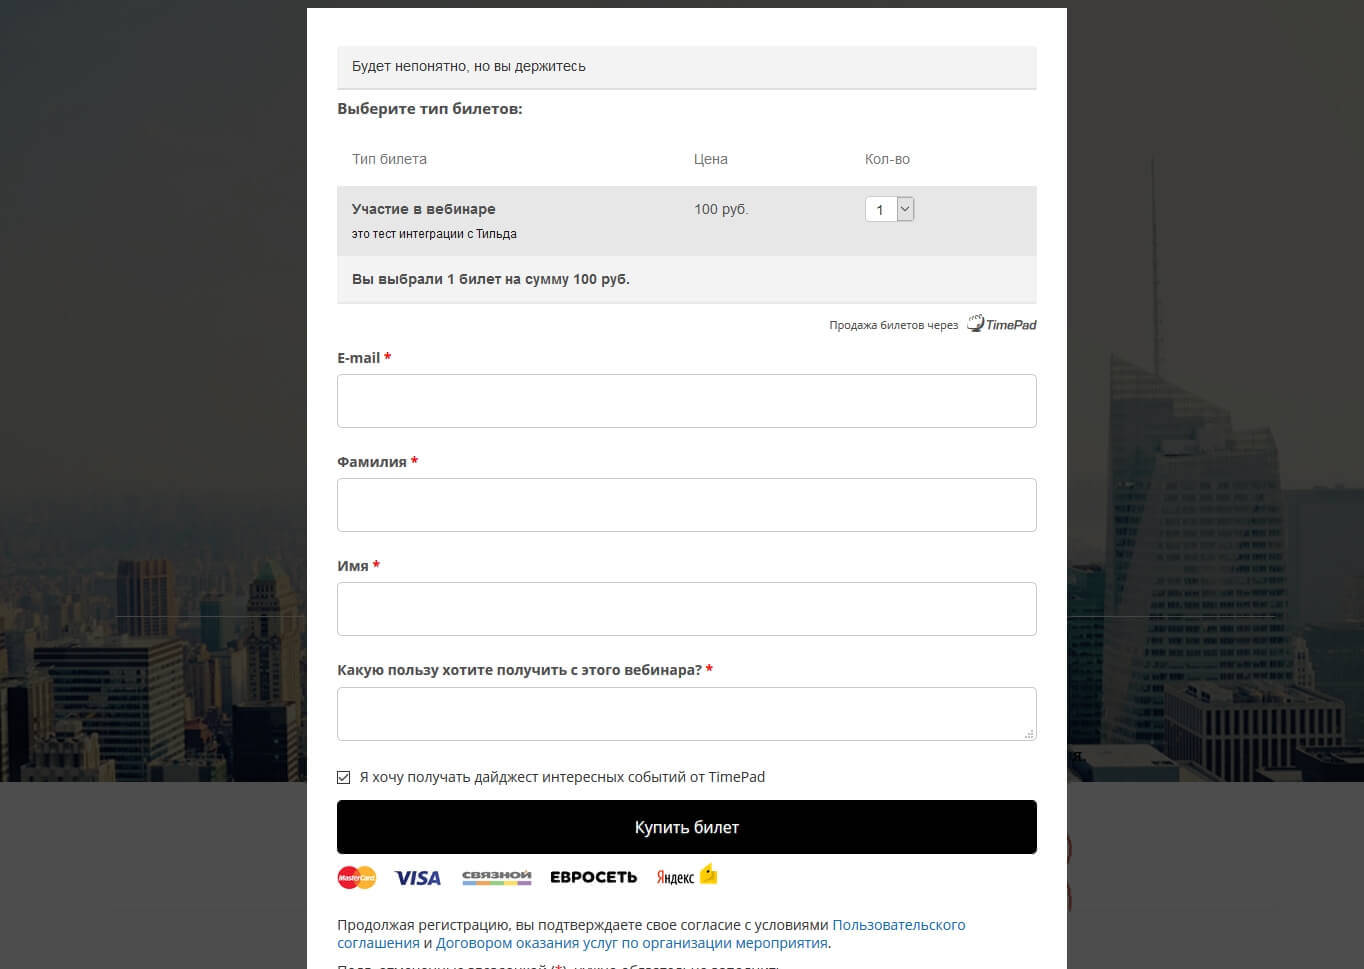 Будет непонятно, но вы держитесь
Выберите тип билетов:
Тип билета Цена Кол-во
Участие в вебинаре 100 руб. 1
это тест интеграции с Тильда
Вы выбрали 1 билет на сумму 100 руб.
Продажа билетов через TimePad
E-mail *
Фамилия *
Имя *
Какую пользу хотите получить с этого вебинара? *
Я хочу получать дайджест интересных событий от TimePad
Купить билет
MasterCard VISA СВЯЗНОЙ ЕВРОСЕТЬ Яндекс
Продолжая регистрацию, вы подтверждаете свое согласие с условиями Пользовательского
соглашения и Договором оказания услуг по организации мероприятия.